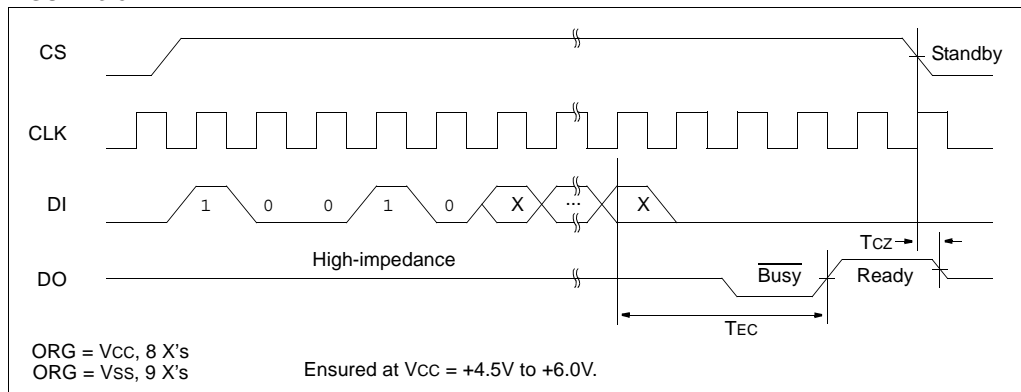 CS
Standby
CLK
DI
1 0 0 1 0 X ... X
TCZ
High-impedance
DO
Busy
Ready
TEC
ORG = VCC, 8 X's
ORG = VSS, 9 X's
Ensured at VCC = +4.5V to +6.0V.